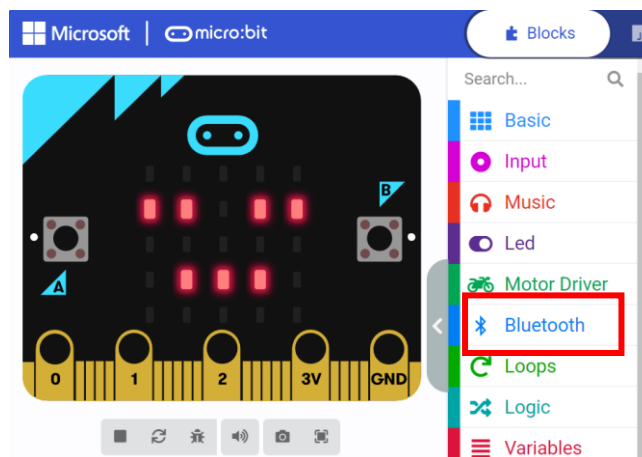 Microsoft micro:bit Blocks
Search...
Basic
Input
Music
Led
Motor Driver
Bluetooth
Loops
Logic
Variables
B
A
0 1 2 3V GND